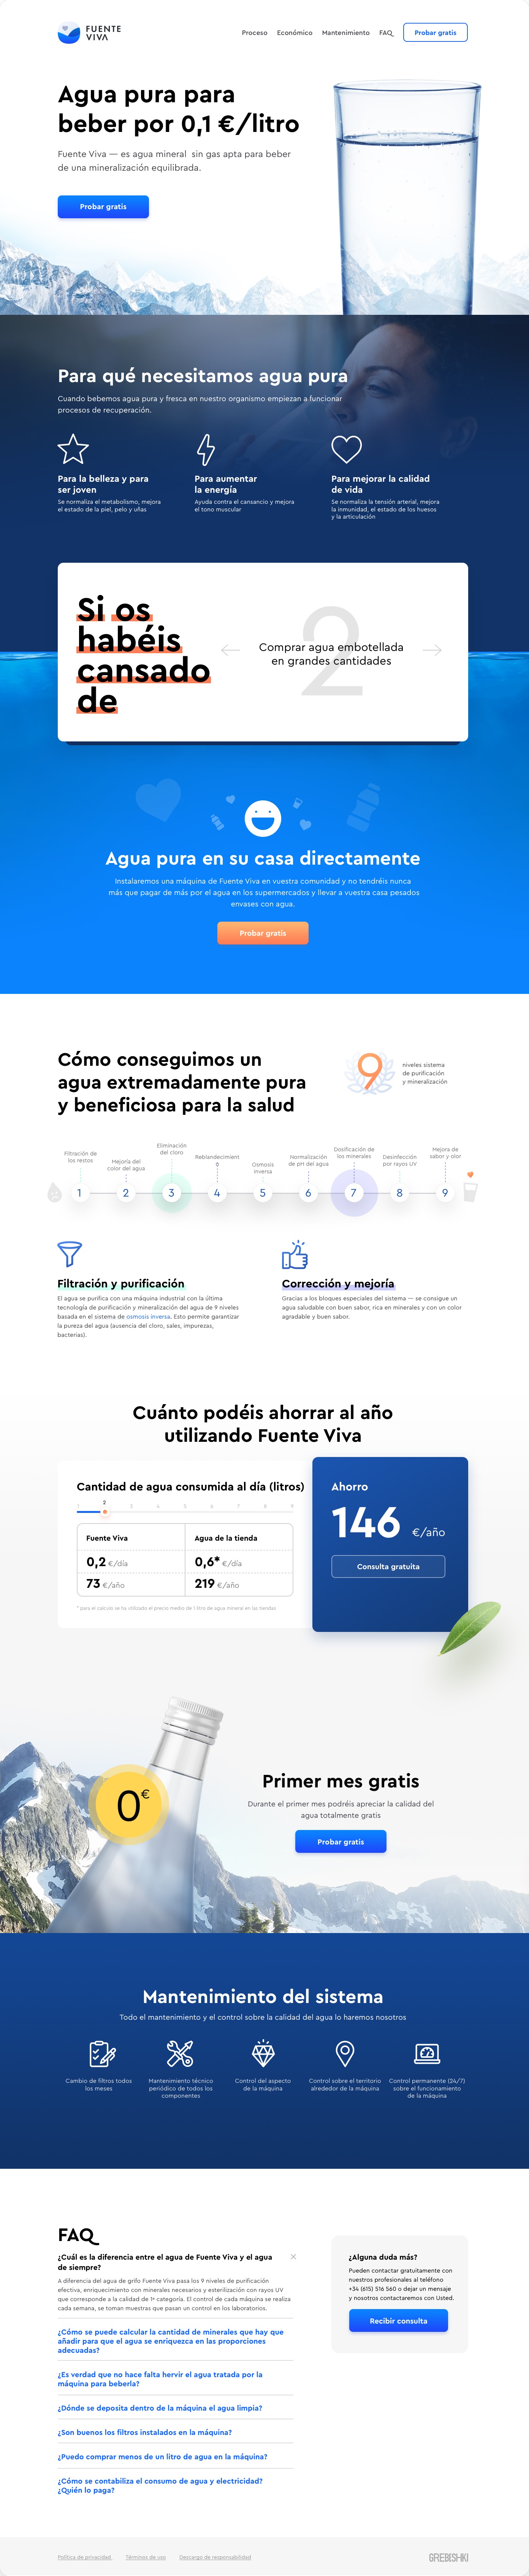 FUENTE
VIVA
Proceso
Económico
Mantenimiento
FAQ
Probar gratis
Agua pura para
beber por 0,1 €/litro
Fuente Viva — es agua mineral sin gas apta para beber
de una mineralización equilibrada.
Probar gratis
Para qué necesitamos agua pura
Cuando bebemos agua pura y fresca en nuestro organismo empiezan a funcionar
procesos de recuperación.
Para la belleza y para
ser joven
Se normaliza el metabolismo, mejora
el estado de la piel, pelo y uñas
Para aumentar
la energía
Ayuda contra el cansancio y mejora
el tono muscular
Para mejorar la calidad
de vida
Se normaliza la tensión arterial, mejora
la inmunidad, el estado de los huesos
y la articulación
Si os
habéis
cansado
de
2
Comprar agua embotellada
en grandes cantidades
Agua pura en su casa directamente
Instalaremos una máquina de Fuente Viva en vuestra comunidad y no tendréis nunca
más que pagar de más por el agua en los supermercados y llevar a vuestra casa pesados
envases con agua.
Probar gratis
Cómo conseguimos un
agua extremadamente pura
y beneficiosa para la salud
9
niveles sistema
de purificación
y mineralización
Filtración de
los restos
Mejoría del
color del agua
Eliminación
del cloro
Reblandecimient
o
Osmosis
inversa
Normalización
de pH del agua
Dosificación de
los minerales
Desinfección
por rayos UV
Mejora de
sabor y olor
1
2
3
4
5
6
7
8
9
Filtración y purificación
El agua se purifica con una máquina industrial con la última
tecnología de purificación y mineralización del agua de 9 niveles
basada en el sistema de osmosis inversa. Esto permite garantizar
la pureza del agua (ausencia del cloro, sales, impurezas,
bacterias).
Corrección y mejoría
Gracias a los bloques especiales del sistema — se consigue un
agua saludable con buen sabor, rica en minerales y con un color
agradable y buen sabor.
Cuánto podéis ahorrar al año
utilizando Fuente Viva
Cantidad de agua consumida al día (litros)
1
2
3
4
5
6
7
8
9
Fuente Viva
Agua de la tienda
0,2 €/día
0,6* €/día
73 €/año
219 €/año
* para el calculo se ha utilizado el precio medio de 1 litro de agua mineral en las tiendas
Ahorro
146 €/año
Consulta gratuita
0€
Primer mes gratis
Durante el primer mes podréis apreciar la calidad del
agua totalmente gratis
Probar gratis
Mantenimiento del sistema
Todo el mantenimiento y el control sobre la calidad del agua lo haremos nosotros
Cambio de filtros todos
los meses
Mantenimiento técnico
periódico de todos los
componentes
Control del aspecto
de la máquina
Control sobre el territorio
alrededor de la máquina
Control permanente (24/7)
sobre el funcionamiento
de la máquina
FAQ
¿Cuál es la diferencia entre el agua de Fuente Viva y el agua
de siempre?
A diferencia del agua de grifo Fuente Viva pasa los 9 niveles de purificación
efectiva, enriquecimiento con minerales necesarios y esterilización con rayos UV
que corresponde a la calidad de 1ª categoría. El control de cada máquina se realiza
cada semana, se toman muestras que pasan un control en los laboratorios.
¿Cómo se puede calcular la cantidad de minerales que hay que
añadir para que el agua se enriquezca en las proporciones
adecuadas?
¿Es verdad que no hace falta hervir el agua tratada por la
máquina para beberla?
¿Dónde se deposita dentro de la máquina el agua limpia?
¿Son buenos los filtros instalados en la máquina?
¿Puedo comprar menos de un litro de agua en la máquina?
¿Cómo se contabiliza el consumo de agua y electricidad?
¿Quién lo paga?
¿Alguna duda más?
Pueden contactar gratuitamente con
nuestros profesionales al teléfono
+34 (615) 516 560 o dejar un mensaje
y nosotros contactaremos con Usted.
Recibir consulta
Política de privacidad
Términos de uso
Descargo de responsabilidad
GREBISHKI